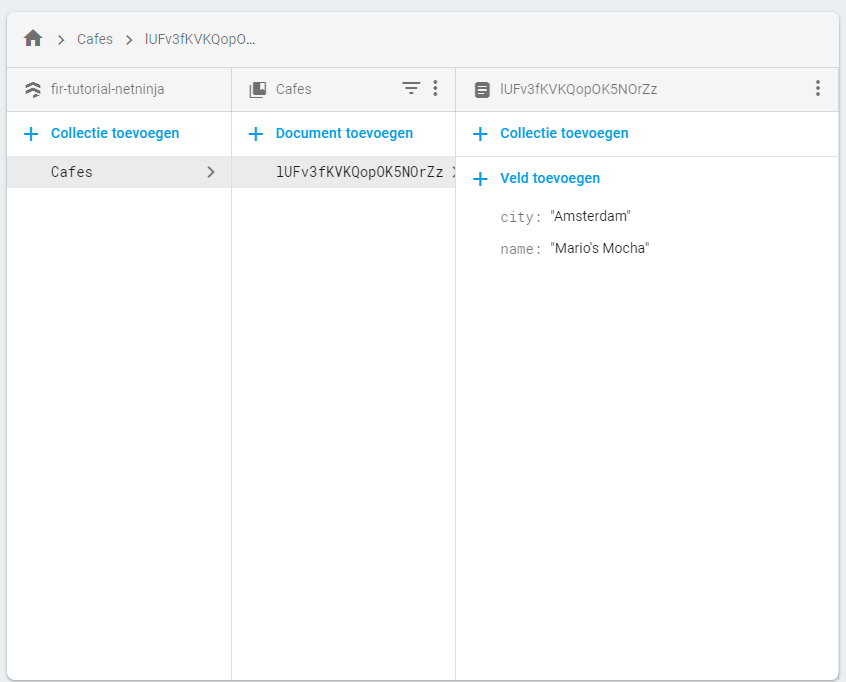 Cafes lUFv3fKVKQopO...
fir-tutorial-netninja
Cafes
lUFv3fKVKQopOK5NOrZz
Collectie toevoegen
Document toevoegen
Collectie toevoegen
Cafes
lUFv3fKVKQopOK5NOrZz
Veld toevoegen
city: "Amsterdam"
name: "Mario's Mocha"